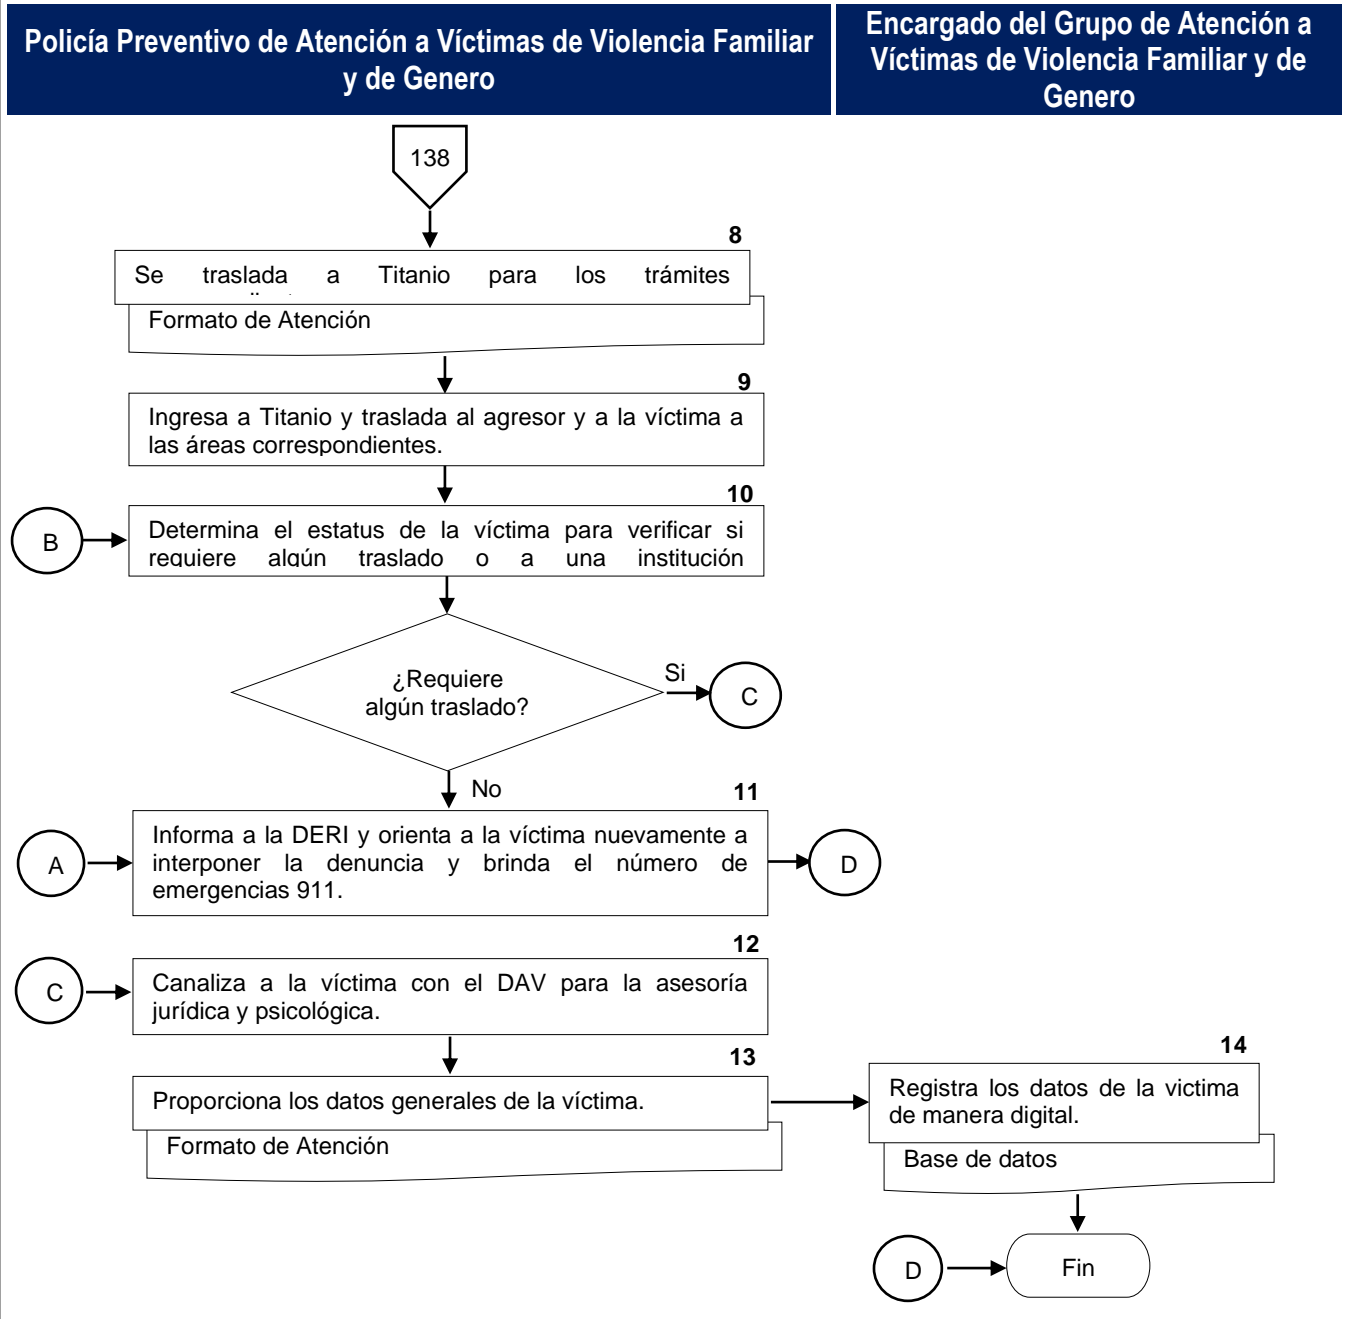 Policía Preventivo de Atención a Víctimas de Violencia Familiar
y de Genero
Encargado del Grupo de Atención a
Víctimas de Violencia Familiar y de
Genero
138
8
Se traslada a Titanio para los trámites
Formato de Atención
9
Ingresa a Titanio y traslada al agresor y a la víctima a
las áreas correspondientes.
10
B
Determina el estatus de la víctima para verificar si
requiere algún traslado o a una institución
¿Requiere
algún traslado?
Si
C
No
11
A
Informa a la DERI y orienta a la víctima nuevamente a
interponer la denuncia y brinda el número de
emergencias 911.
D
12
C
Canaliza a la víctima con el DAV para la asesoría
jurídica y psicológica.
13
Proporciona los datos generales de la víctima.
Formato de Atención
14
Registra los datos de la victima
de manera digital.
Base de datos
D
Fin